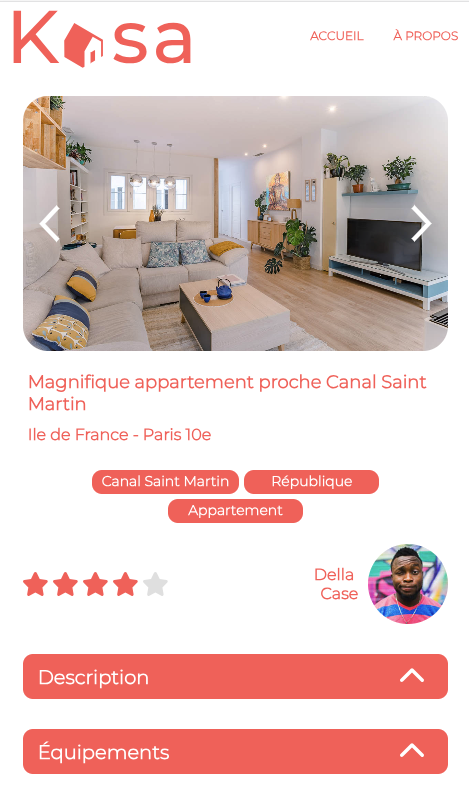 Kasa
ACCUEIL
À PROPOS
Magnifique appartement proche Canal Saint
Martin
Ile de France - Paris 10e
Canal Saint Martin
République
Appartement
Della
Case
Description
Équipements